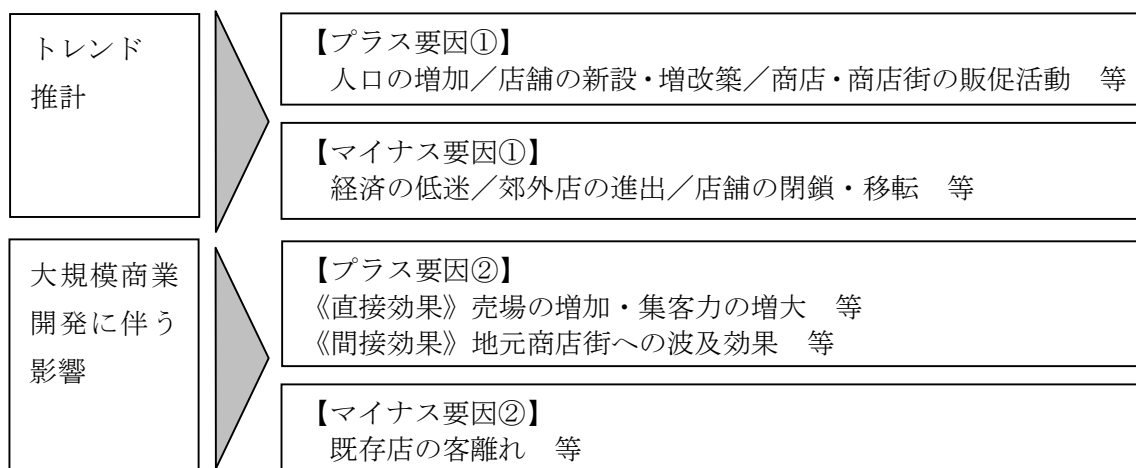 トレンド
推計
【プラス要因①】
人口の増加／店舗の新設・増改築／商店・商店街の販促活動　等
【マイナス要因①】
経済の低迷／郊外店の進出／店舗の閉鎖・移転　等
大規模商業
開発に伴う
影響
【プラス要因②】
《直接効果》売場の増加・集客力の増大　等
《間接効果》地元商店街への波及効果　等
【マイナス要因②】
既存店の客離れ　等